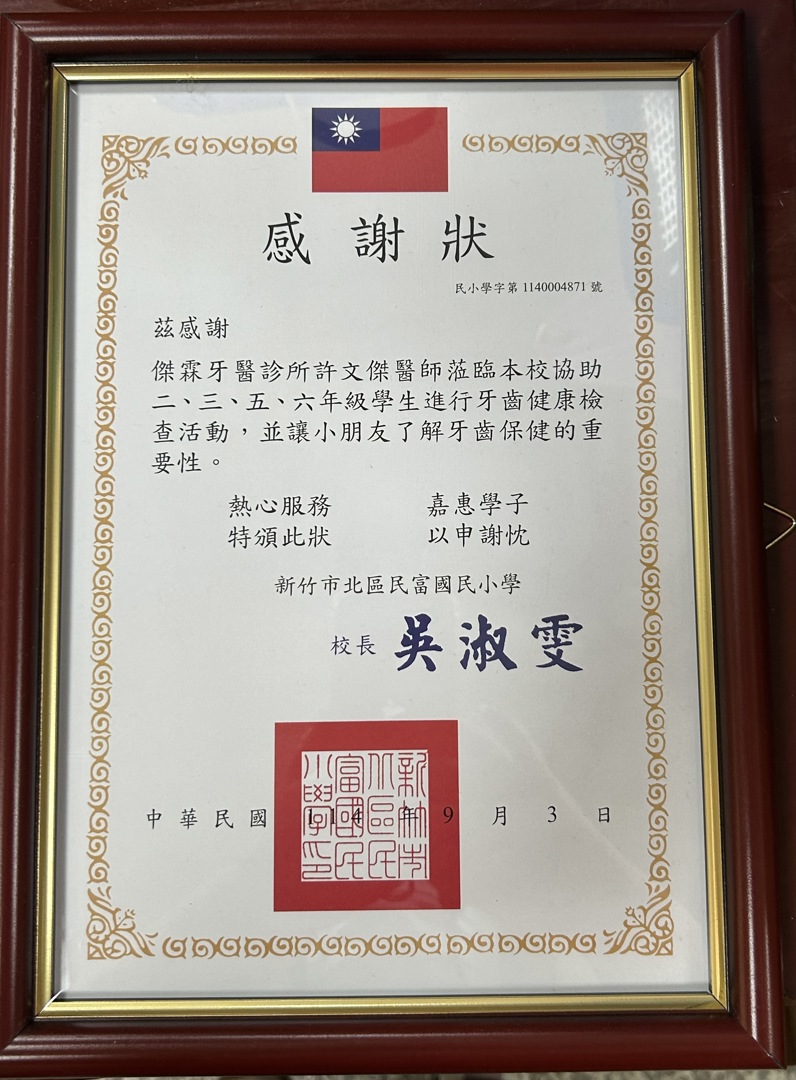 感謝狀
民小學字第 1140004871 號
茲感謝
傑霖牙醫診所許文傑醫師蒞臨本校協助
二、三、五、六年級學生進行牙齒健康檢
查活動，並讓小朋友了解牙齒保健的重
要性。
熱心服務 嘉惠學子
特頒此狀 以申謝忱
新竹市北區民富國民小學
校長 吳淑雯
中華民國 114 年 9 月 3 日
新竹市
北區民
富國民
小學印